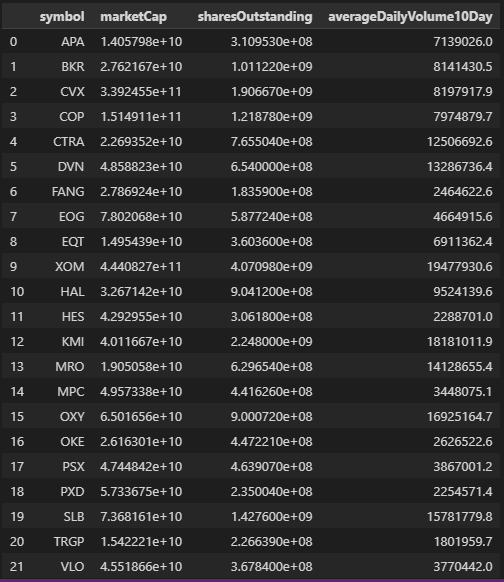 symbol marketCap sharesOutstanding averageDailyVolume10Day
0 APA 1.405798e+10 3.109530e+08 7139026.0
1 BKR 2.762167e+10 1.011220e+09 8141430.5
2 CVX 3.392455e+11 1.906670e+09 8197917.9
3 COP 1.514911e+11 1.218780e+09 7974879.7
4 CTRA 2.269352e+10 7.655040e+08 12506692.6
5 DVN 4.858823e+10 6.540000e+08 13286736.4
6 FANG 2.786924e+10 1.835900e+08 2464622.6
7 EOG 7.802068e+10 5.877240e+08 4664915.6
8 EQT 1.495439e+10 3.603600e+08 6911362.4
9 XOM 4.440827e+11 4.070980e+09 19477930.6
10 HAL 3.267142e+10 9.041200e+08 9524139.6
11 HES 4.292955e+10 3.061800e+08 2288701.0
12 KMI 4.011667e+10 2.248000e+09 18181011.9
13 MRO 1.905058e+10 6.296540e+08 14128655.4
14 MPC 4.957338e+10 4.416260e+08 3448075.1
15 OXY 6.501656e+10 9.000720e+08 16925164.7
16 OKE 2.616301e+10 4.472210e+08 2626522.6
17 PSX 4.744842e+10 4.639070e+08 3867001.2
18 PXD 5.733675e+10 2.350040e+08 2254571.4
19 SLB 7.368161e+10 1.427600e+09 15781779.8
20 TRGP 1.542221e+10 2.266390e+08 1801959.7
21 VLO 4.551866e+10 3.678400e+08 3770442.0